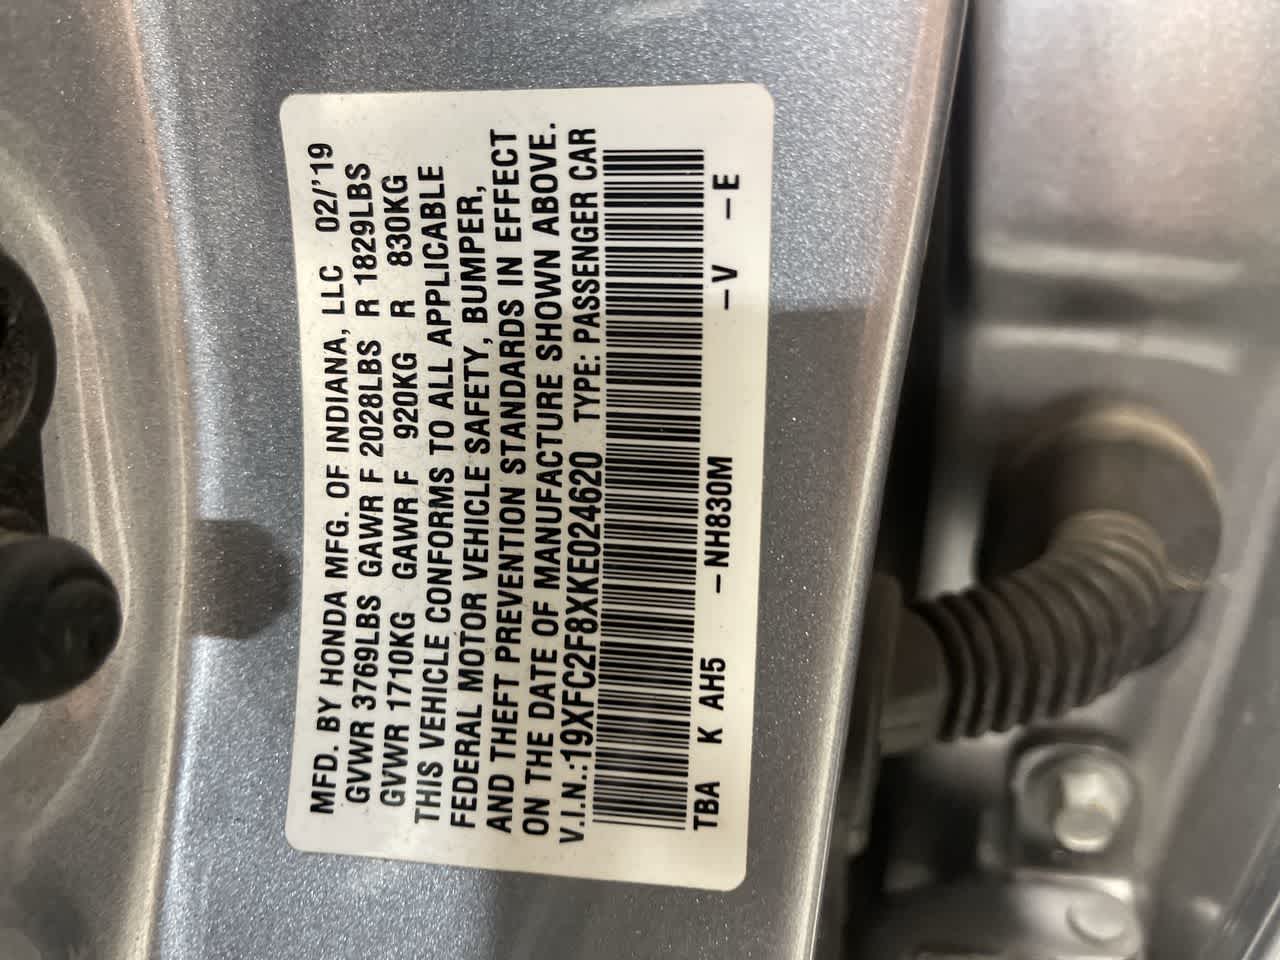 MFD. BY HONDA MFG. OF INDIANA, LLC 02/'19
GVWR 3769LBS GAWR F 2028LBS R 1829LBS
GVWR 1710KG GAWR F 920KG R 830KG
THIS VEHICLE CONFORMS TO ALL APPLICABLE
FEDERAL MOTOR VEHICLE SAFETY, BUMPER,
AND THEFT PREVENTION STANDARDS IN EFFECT
ON THE DATE OF MANUFACTURE SHOWN ABOVE.
V.I.N.:19XFC2F8XKE024620 TYPE: PASSENGER CAR
TBA K AH5 -NH830M -V -E